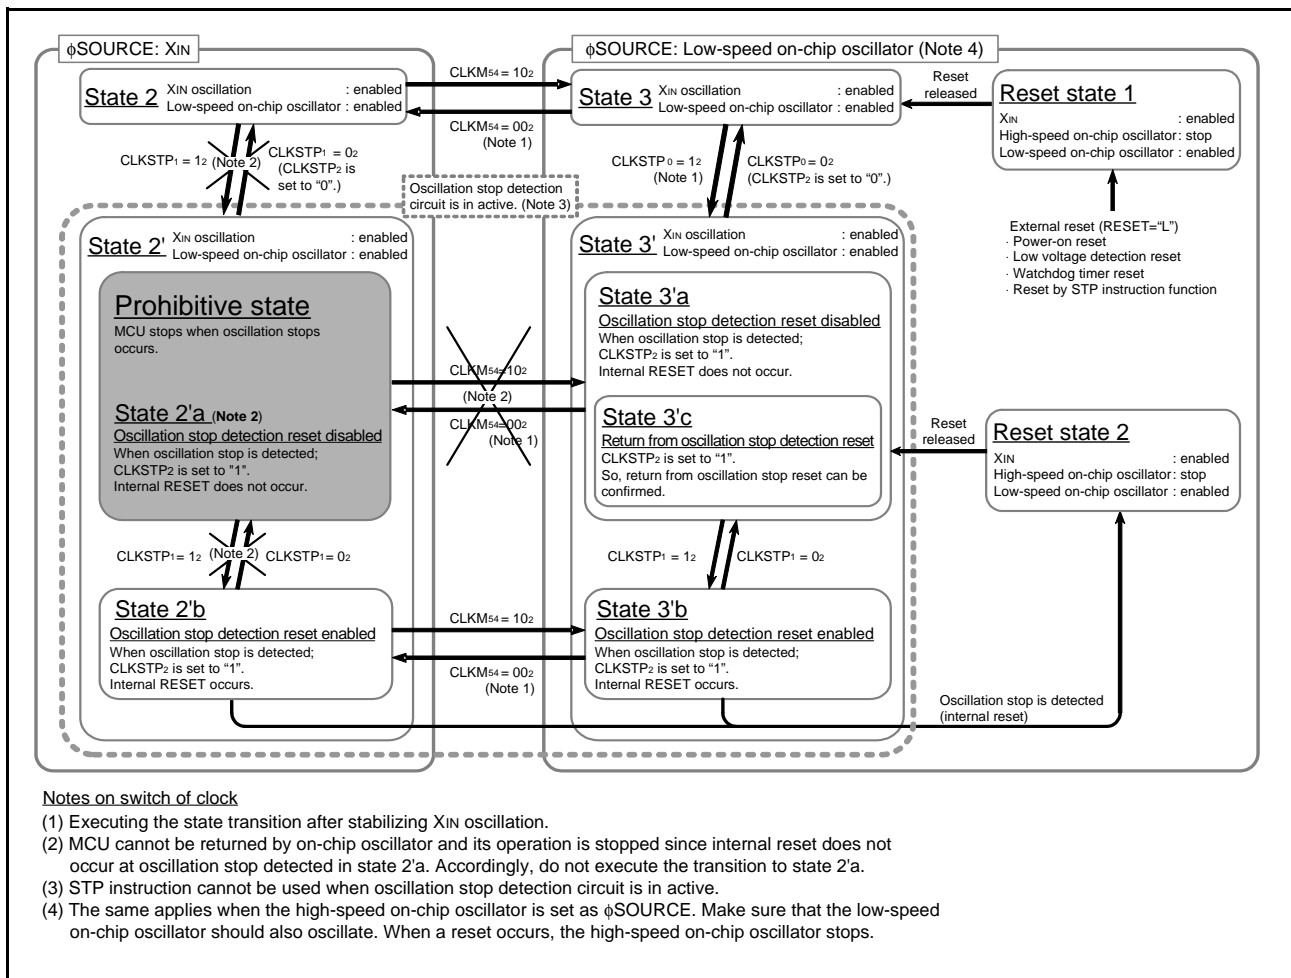 φSOURCE: XIN
φSOURCE: Low-speed on-chip oscillator (Note 4)
State 2
XIN oscillation : enabled
Low-speed on-chip oscillator : enabled
CLKM54 = 102
CLKM54 = 002
(Note 1)
State 3
XIN oscillation : enabled
Low-speed on-chip oscillator : enabled
Reset
released
Reset state 1
XIN : enabled
High-speed on-chip oscillator : stop
Low-speed on-chip oscillator : enabled
CLKSTP1 = 12
(Note 2)
CLKSTP1 = 02
(CLKSTP2 is
set to “0”.)
Oscillation stop detection
circuit is in active. (Note 3)
CLKSTP0 = 12
(Note 1)
CLKSTP0 = 02
(CLKSTP2 is set to “0”.)
External reset (RESET=“L”)
· Power-on reset
· Low voltage detection reset
· Watchdog timer reset
· Reset by STP instruction function
State 2'
XIN oscillation : enabled
Low-speed on-chip oscillator : enabled
Prohibitive state
MCU stops when oscillation stops
occurs.
State 2'a (Note 2)
Oscillation stop detection reset disabled
When oscillation stop is detected;
CLKSTP2 is set to "1".
Internal RESET does not occur.
CLKM54=102
(Note 2)
CLKM54=002
(Note 1)
State 3'
XIN oscillation : enabled
Low-speed on-chip oscillator : enabled
State 3'a
Oscillation stop detection reset disabled
When oscillation stop is detected;
CLKSTP2 is set to “1”.
Internal RESET does not occur.
State 3'c
Return from oscillation stop detection reset
CLKSTP2 is set to “1”.
So, return from oscillation stop reset can be
confirmed.
Reset
released
Reset state 2
XIN : enabled
High-speed on-chip oscillator : stop
Low-speed on-chip oscillator : enabled
CLKSTP1 = 12
(Note 2)
CLKSTP1 = 02
CLKSTP1 = 12
CLKSTP1 = 02
State 2'b
Oscillation stop detection reset enabled
When oscillation stop is detected;
CLKSTP2 is set to “1”.
Internal RESET occurs.
CLKM54 = 102
CLKM54 = 002
(Note 1)
State 3'b
Oscillation stop detection reset enabled
When oscillation stop is detected;
CLKSTP2 is set to “1”.
Internal RESET occurs.
Oscillation stop is detected
(internal reset)
Notes on switch of clock
(1) Executing the state transition after stabilizing XIN oscillation.
(2) MCU cannot be returned by on-chip oscillator and its operation is stopped since internal reset does not
occur at oscillation stop detected in state 2'a. Accordingly, do not execute the transition to state 2'a.
(3) STP instruction cannot be used when oscillation stop detection circuit is in active.
(4) The same applies when the high-speed on-chip oscillator is set as φSOURCE. Make sure that the low-speed
on-chip oscillator should also oscillate. When a reset occurs, the high-speed on-chip oscillator stops.